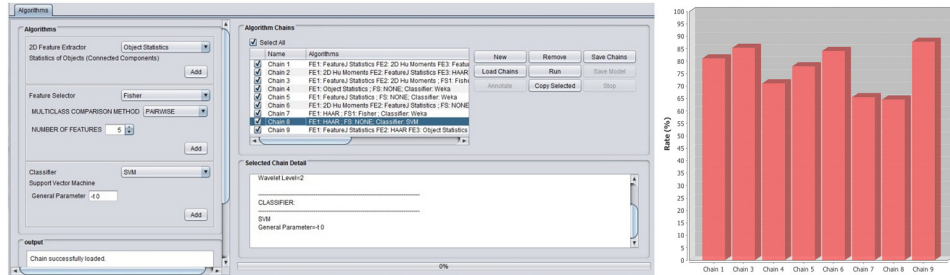 Algorithms
Algorithms
2D Feature Extractor
Object Statistics
Statistics of Objects (Connected Components)
Add
Feature Selector
Fisher
MULTICLASS COMPARISON METHOD
PAIRWISE
NUMBER OF FEATURES
5
Add
Classifier
SVM
Support Vector Machine
General Parameter
-t 0
Add
output
Chain successfully loaded.
Algorithm Chains
Select All
Name Algorithms
Chain 1 FE1: FeatureJ Statistics FE2: 2D Hu Moments FE3: Featu
Chain 2 FE1: 2D Hu Moments FE2: FeatureJ Statistics FE3: HAAR
Chain 3 FE1: FeatureJ Statistics FE2: 2D Hu Moments ; FS1: Fishe
Chain 4 FE1: Object Statistics ; FS: NONE; Classifier: Weka
Chain 5 FE1: FeatureJ Statistics ; FS: NONE; Classifier: Weka
Chain 6 FE1: 2D Hu Moments FE2: FeatureJ Statistics ; FS: NONE
Chain 7 FE1: HAAR ; FS1: Fisher ; Classifier: Weka
Chain 8 FE1: HAAR ; FS: NONE; Classifier: SVM
Chain 9 FE1: FeatureJ Statistics FE2: HAAR FE3: Object Statistics
New Remove Save Chains
Load Chains Run Save Model
Annotate Copy Selected Stop
Selected Chain Detail
Wavelet Level=2
CLASSIFIER:
SVM
General Parameter=-t 0
0%
Rate (%)
100
95
90
85
80
75
70
65
60
55
50
45
40
35
30
25
20
15
10
5
0
Chain 1 Chain 3 Chain 4 Chain 5 Chain 6 Chain 7 Chain 8 Chain 9